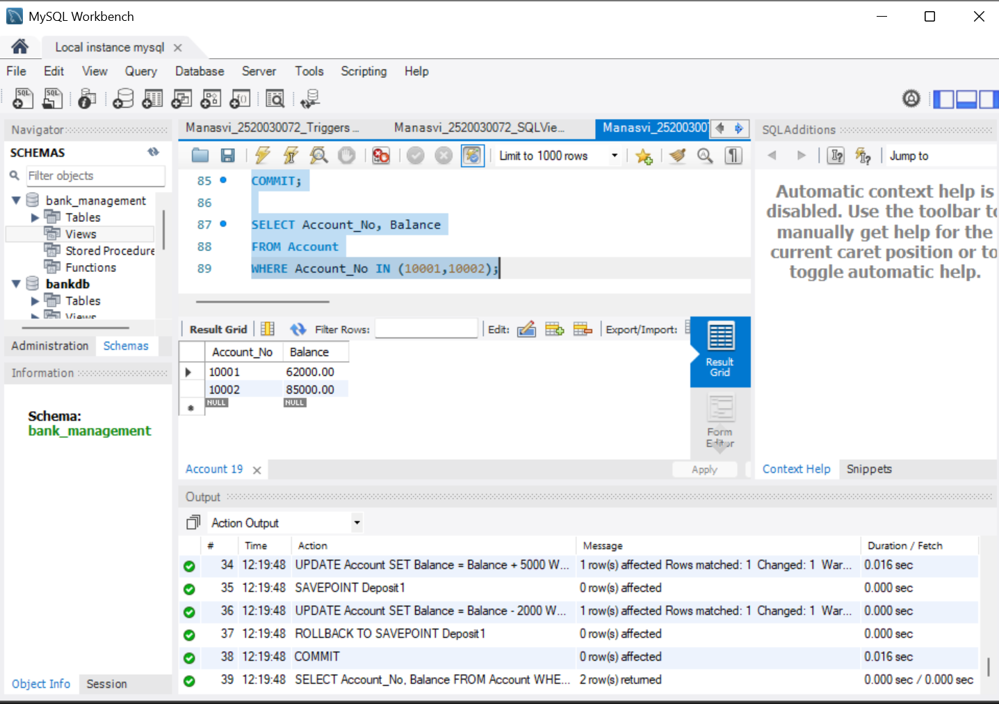 MySQL Workbench
Local instance mysql
File Edit View Query Database Server Tools Scripting Help
Navigator
SCHEMAS
Filter objects
bank_management
Tables
Views
Stored Procedure
Functions
bankdb
Tables
Views
Administration Schemas
Information
Schema:
bank_management
Object Info Session
Manasvi_2520030072_Triggers ... Manasvi_2520030072_SQLVie... Manasvi_25200300
Limit to 1000 rows
85 COMMIT;
86
87 SELECT Account_No, Balance
88 FROM Account
89 WHERE Account_No IN (10001,10002);
Result Grid Filter Rows: Edit: Export/Import:
Account_No Balance
10001 62000.00
10002 85000.00
NULL NULL
Result
Grid
Form
Editor
Account 19 Apply
SQLAdditions
Jump to
Automatic context help is
disabled. Use the toolbar to
manually get help for the
current caret position or to
toggle automatic help.
Context Help Snippets
Output
Action Output
# Time Action Message Duration / Fetch
34 12:19:48 UPDATE Account SET Balance = Balance + 5000 W... 1 row(s) affected Rows matched: 1 Changed: 1 War... 0.016 sec
35 12:19:48 SAVEPOINT Deposit1 0 row(s) affected 0.000 sec
36 12:19:48 UPDATE Account SET Balance = Balance - 2000 W... 1 row(s) affected Rows matched: 1 Changed: 1 War... 0.000 sec
37 12:19:48 ROLLBACK TO SAVEPOINT Deposit1 0 row(s) affected 0.000 sec
38 12:19:48 COMMIT 0 row(s) affected 0.016 sec
39 12:19:48 SELECT Account_No, Balance FROM Account WHE... 2 row(s) returned 0.000 sec / 0.000 sec